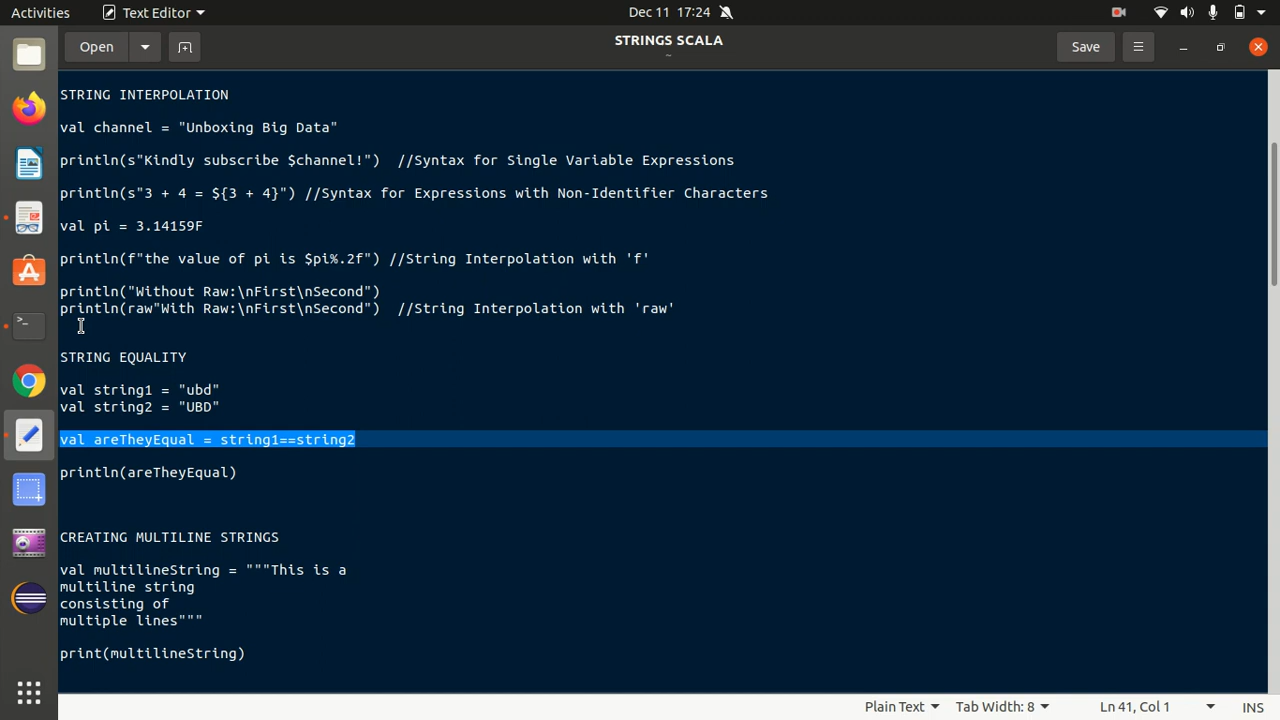 Activities
Text Editor
Dec 11 17:24
Open
STRINGS SCALA
~
Save
STRING INTERPOLATION
val channel = "Unboxing Big Data"
println(s"Kindly subscribe $channel!")  //Syntax for Single Variable Expressions
println(s"3 + 4 = ${3 + 4}") //Syntax for Expressions with Non-Identifier Characters
val pi = 3.14159F
println(f"the value of pi is $pi%.2f") //String Interpolation with 'f'
println("Without Raw:\nFirst\nSecond")
println(raw"With Raw:\nFirst\nSecond")  //String Interpolation with 'raw'
STRING EQUALITY
val string1 = "ubd"
val string2 = "UBD"
val areTheyEqual = string1==string2
println(areTheyEqual)
CREATING MULTILINE STRINGS
val multilineString = """This is a
multiline string
consisting of
multiple lines"""
print(multilineString)
Plain Text
Tab Width: 8
Ln 41, Col 1
INS